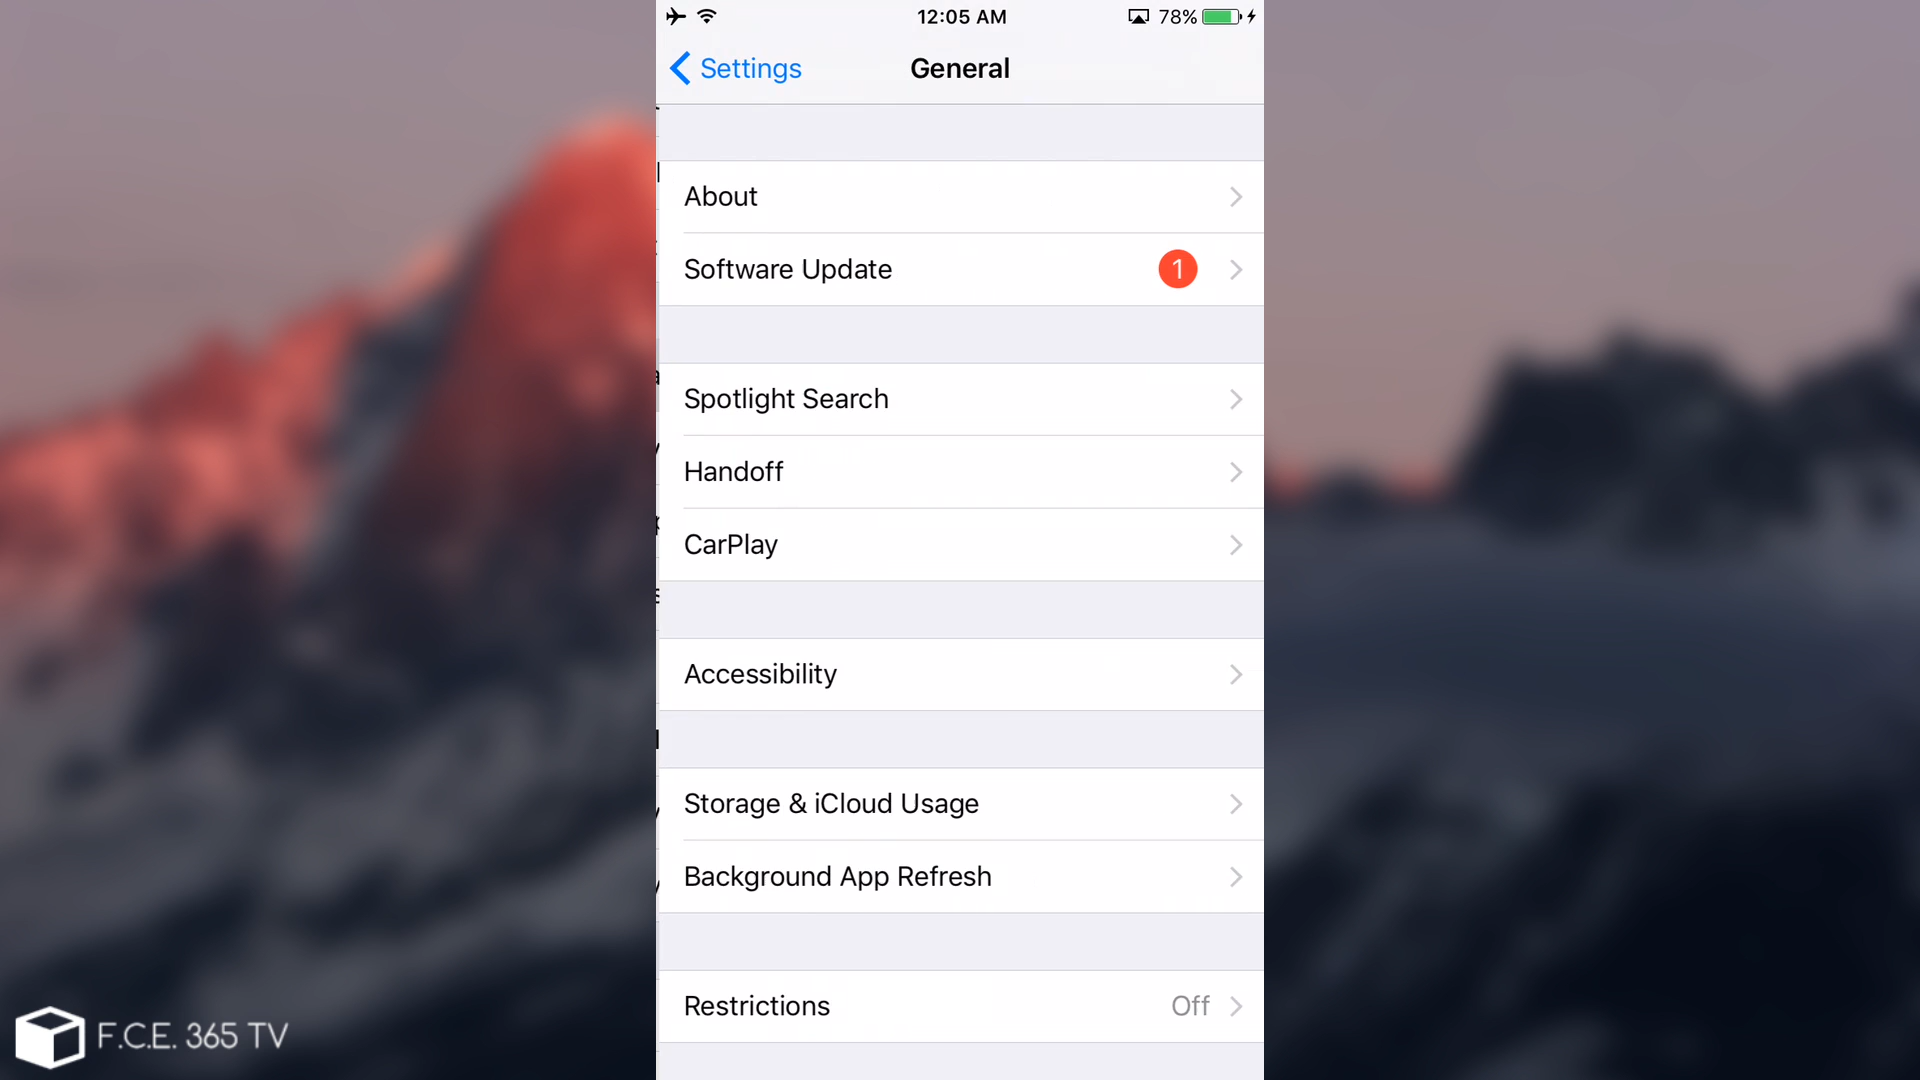 12:05 AM
78%
Settings
General
About
Software Update
1
Spotlight Search
Handoff
CarPlay
Accessibility
Storage & iCloud Usage
Background App Refresh
Restrictions
Off
F.C.E. 365 TV